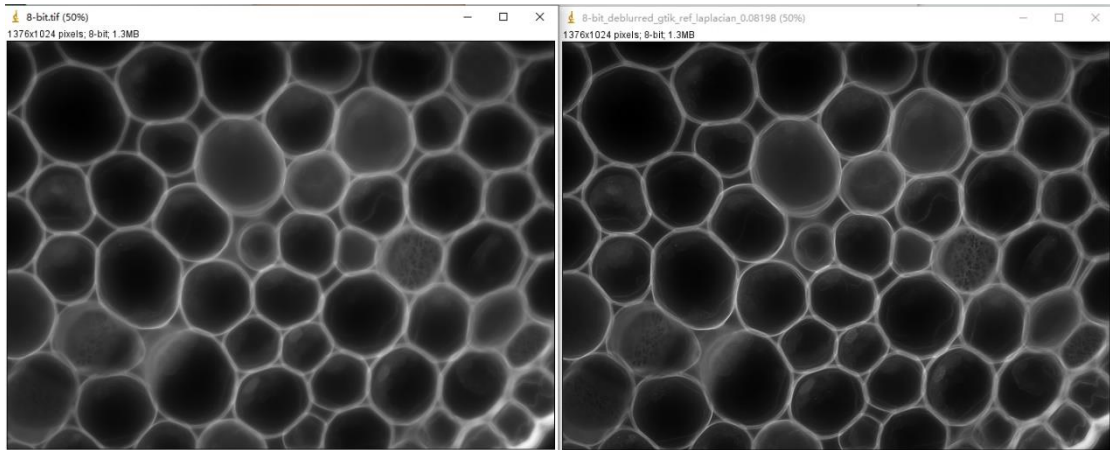 8-bit.tif (50%)
1376x1024 pixels; 8-bit; 1.3MB
8-bit_deblurred_gtik_ref_laplacian_0.0819B (50%)
1376x1024 pixels; 8-bit; 1.3MB